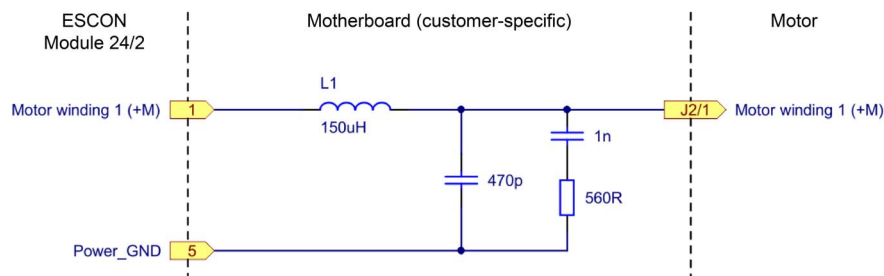 ESCON
Module 24/2
Motherboard (customer-specific)
Motor
L1
Motor winding 1 (+M)
1
150uH
J2/1
Motor winding 1 (+M)
1n
470p
560R
Power_GND
5